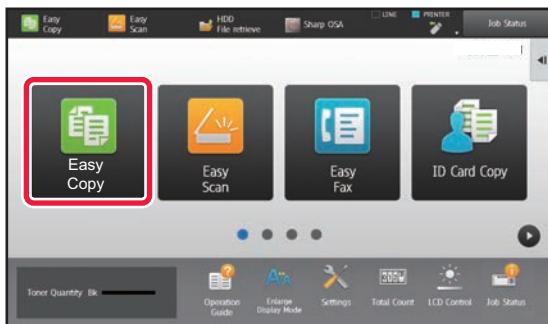 Easy
Copy
Easy
Scan
HDD
File retrieve
Sharp OSA
LINE
PRINTER
Job Status
Easy
Copy
Easy
Scan
Easy
Fax
ID Card Copy
Toner Quantity Bk
Operation
Guide
Enlarge
Display Mode
Settings
Total Count
LCD Control
Job Status